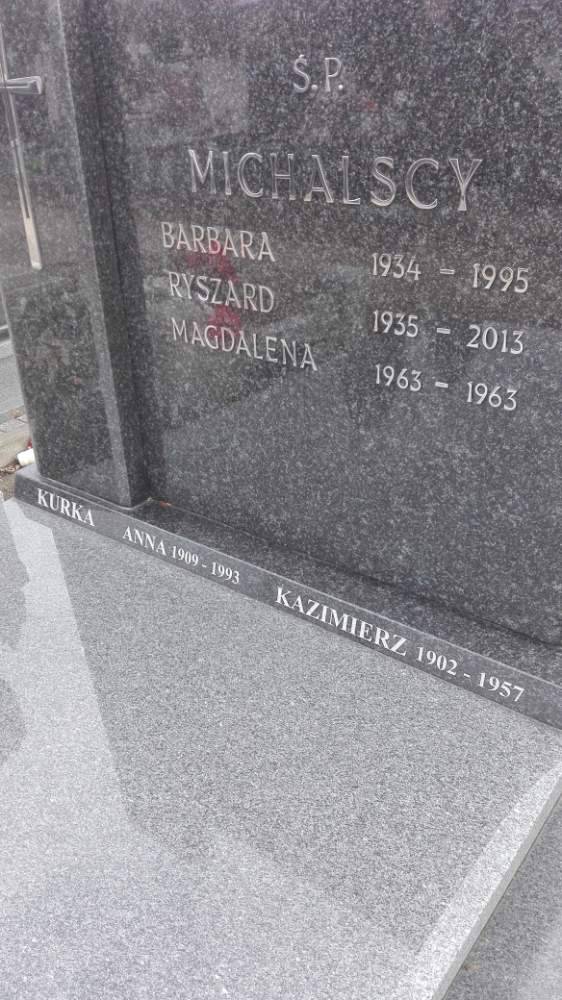 Ś.P.
MICHALSCY
BARBARA 1934 - 1995
RYSZARD 1935 - 2013
MAGDALENA 1963 - 1963
KURKA ANNA 1909 - 1993 KAZIMIERZ 1902 - 1957